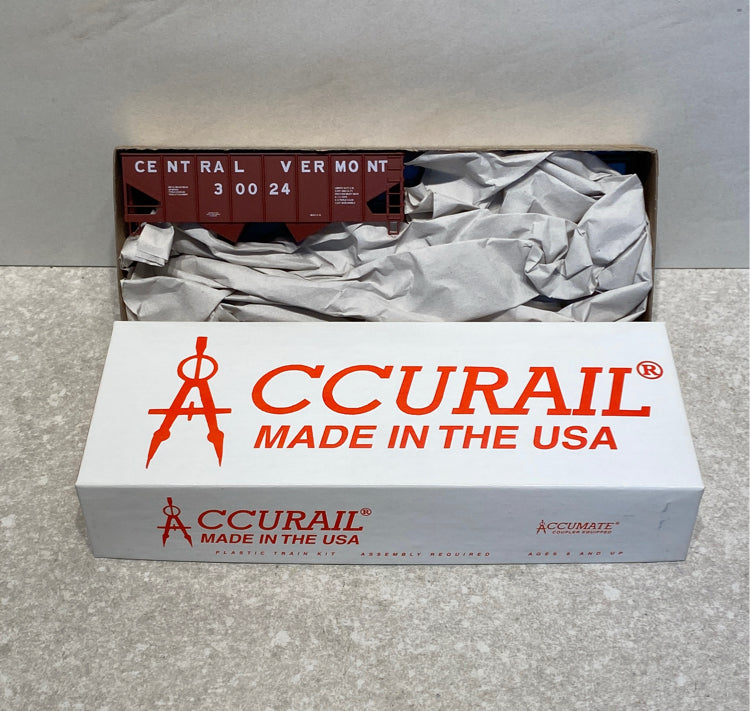 CENTRAL VERMONT
30024
ACCURAIL®
MADE IN THE USA
ACCURAIL®
MADE IN THE USA
PLASTIC TRAIN KIT ASSEMBLY REQUIRED AGES 8 AND UP
ACCUMATE®
COUPLER EQUIPPED